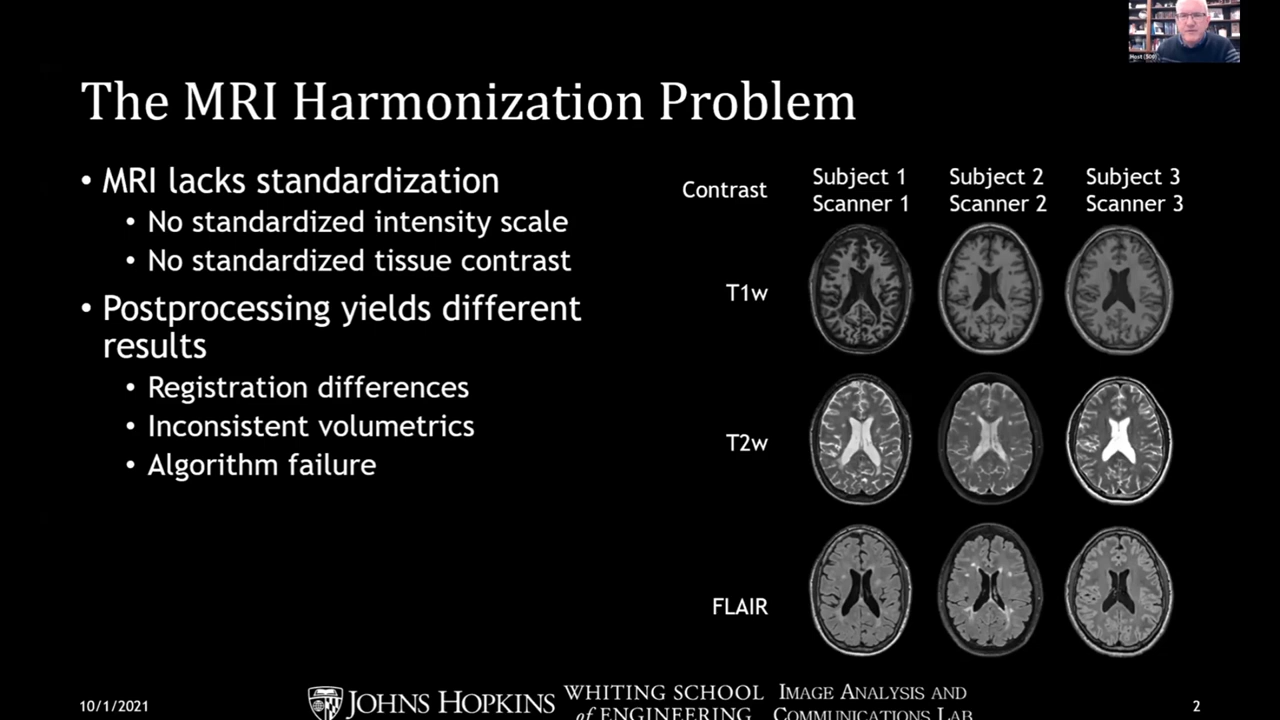 Host (SOP)
The MRI Harmonization Problem
• MRI lacks standardization
• No standardized intensity scale
• No standardized tissue contrast
• Postprocessing yields different
results
• Registration differences
• Inconsistent volumetrics
• Algorithm failure
Contrast
Subject 1
Scanner 1
Subject 2
Scanner 2
Subject 3
Scanner 3
T1w
T2w
FLAIR
10/1/2021
JOHNS HOPKINS
WHITING SCHOOL
of ENGINEERING
IMAGE ANALYSIS AND
COMMUNICATIONS LAB
2